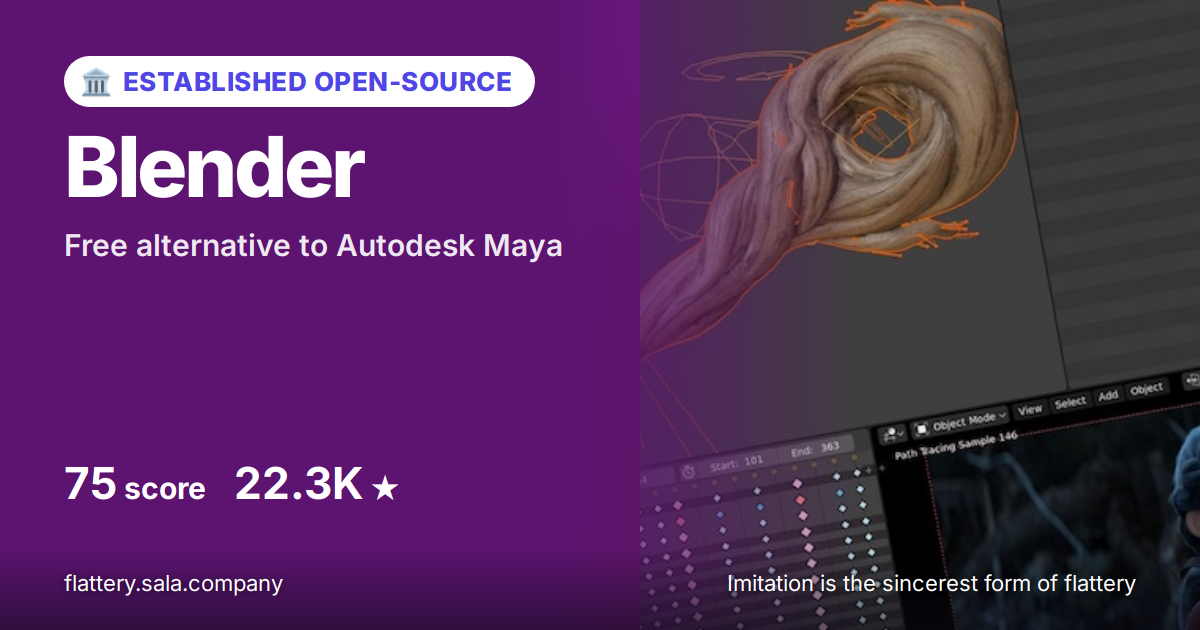 🏛️ ESTABLISHED OPEN-SOURCE
Blender
Free alternative to Autodesk Maya
75 score 22.3K ★
flattery.sala.company
Object Mode View Select Add Object
Path Tracing Sample 146
Start: 101 End: 363
Imitation is the sincerest form of flattery